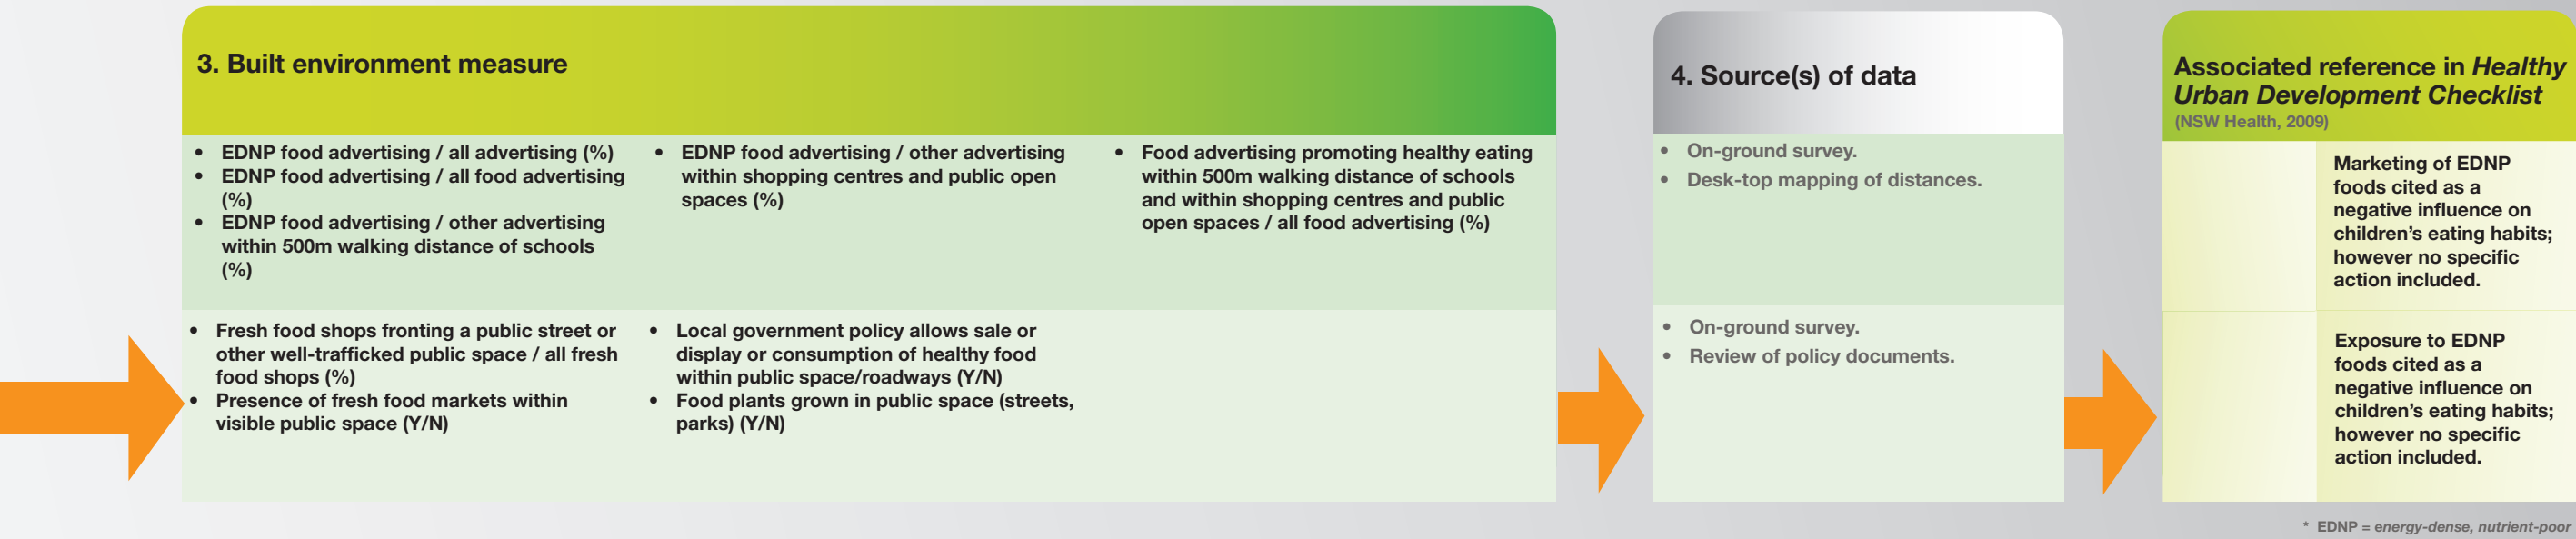 3. Built environment measure
• EDNP food advertising / all advertising (%)
• EDNP food advertising / all food advertising
(%)
• EDNP food advertising / other advertising
within 500m walking distance of schools
(%)
• EDNP food advertising / other advertising
within shopping centres and public open
spaces (%)
• Food advertising promoting healthy eating
within 500m walking distance of schools
and within shopping centres and public
open spaces / all food advertising (%)
• Fresh food shops fronting a public street or
other well-trafficked public space / all fresh
food shops (%)
• Presence of fresh food markets within
visible public space (Y/N)
• Local government policy allows sale or
display or consumption of healthy food
within public space/roadways (Y/N)
• Food plants grown in public space (streets,
parks) (Y/N)
4. Source(s) of data
• On-ground survey.
• Desk-top mapping of distances.
• On-ground survey.
• Review of policy documents.
Associated reference in Healthy
Urban Development Checklist
(NSW Health, 2009)
Marketing of EDNP
foods cited as a
negative influence on
children’s eating habits;
however no specific
action included.
Exposure to EDNP
foods cited as a
negative influence on
children’s eating habits;
however no specific
action included.
* EDNP = energy-dense, nutrient-poor